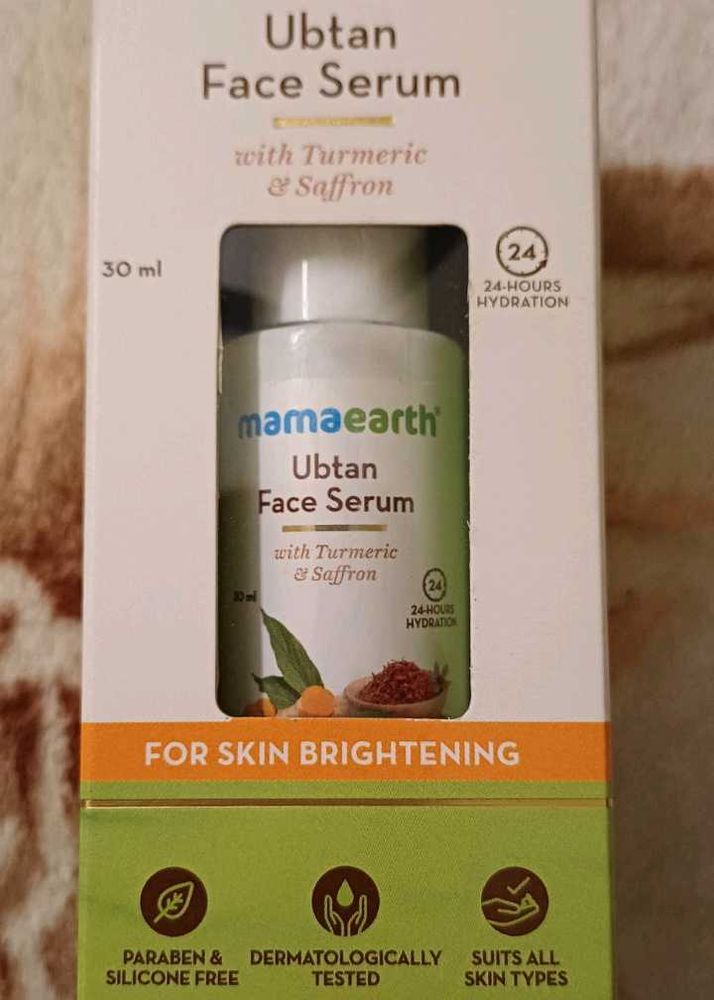 Ubtan
Face Serum
with Turmeric
& Saffron
30 ml
24
24-HOURS
HYDRATION
mamaearth®
Ubtan
Face Serum
with Turmeric
& Saffron
30 ml
24
24-HOURS
HYDRATION
FOR SKIN BRIGHTENING
PARABEN &
SILICONE FREE
DERMATOLOGICALLY
TESTED
SUITS ALL
SKIN TYPES